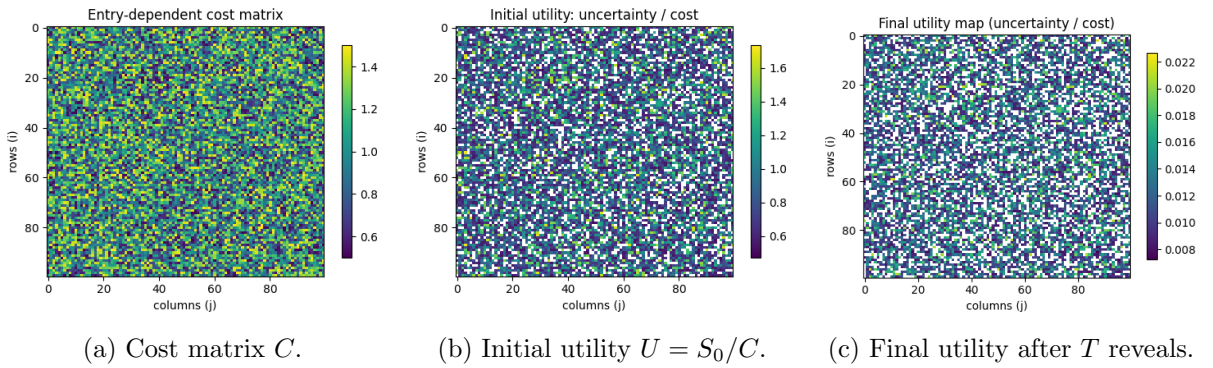 Entry-dependent cost matrix
0
20
40
60
80
rows (i)
0 20 40 60 80
columns (j)
1.4
1.2
1.0
0.8
0.6
(a) Cost matrix C.
Initial utility: uncertainty / cost
0
20
40
60
80
rows (i)
0 20 40 60 80
columns (j)
1.6
1.4
1.2
1.0
0.8
0.6
(b) Initial utility U = S₀/C.
Final utility map (uncertainty / cost)
0
20
40
60
80
rows (i)
0 20 40 60 80
columns (j)
0.022
0.020
0.018
0.016
0.014
0.012
0.010
0.008
(c) Final utility after T reveals.